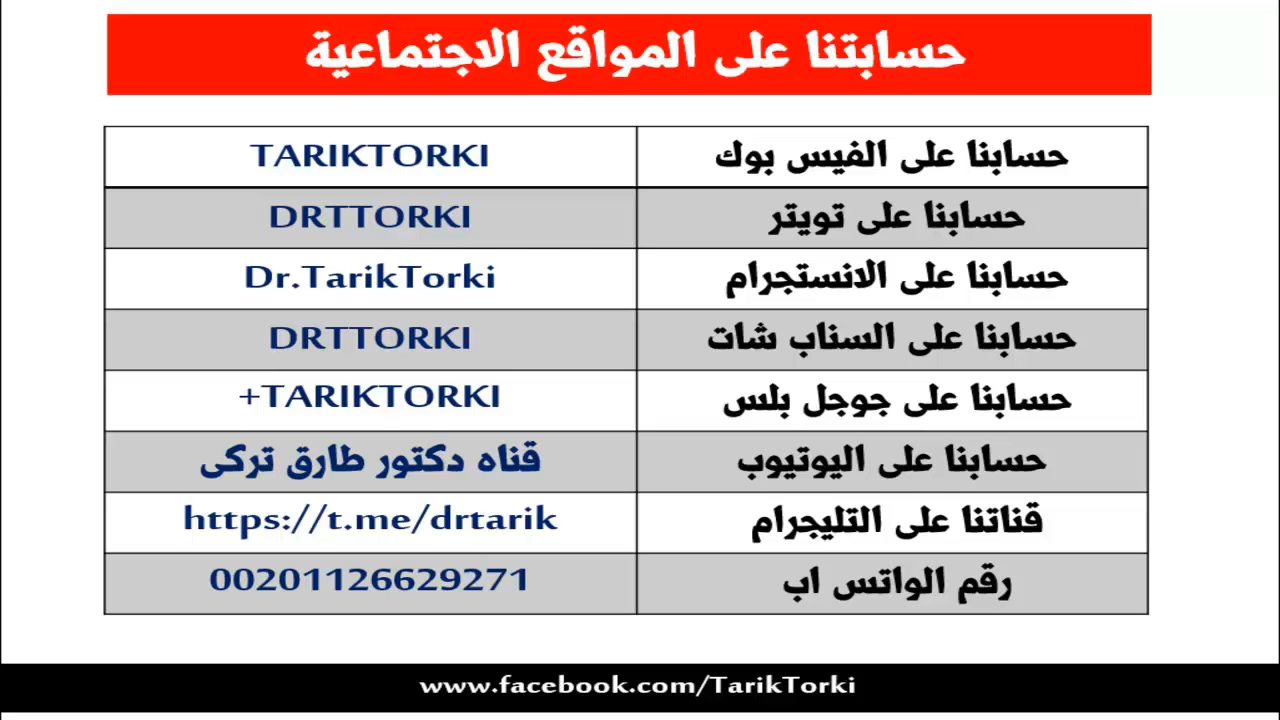 حسابتنا على المواقع الاجتماعية
حسابنا على الفيس بوك TARIKTORKI
حسابنا على تويتر DRTTORKI
حسابنا على الانستجرام Dr.TarikTorki
حسابنا على السناب شات DRTTORKI
حسابنا على جوجل بلس +TARIKTORKI
حسابنا على اليوتيوب قناه دكتور طارق تركى
قناتنا على التليجرام https://t.me/drtarik
رقم الواتس اب 00201126629271
www.facebook.com/TarikTorki